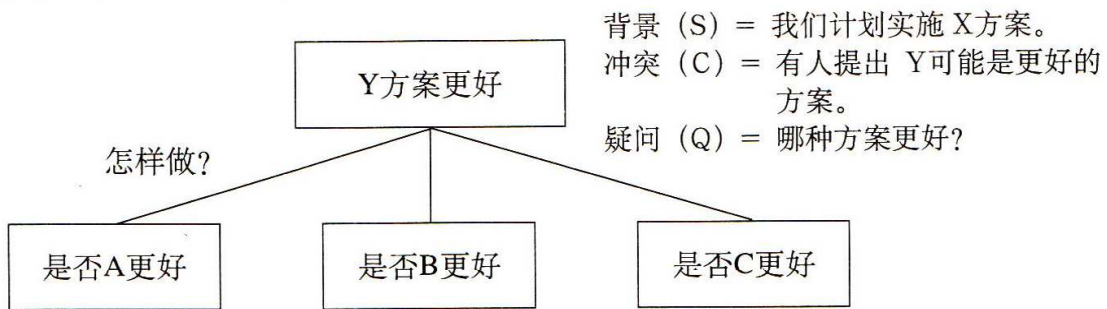 背景（S）= 我们计划实施 X方案。
冲突（C）= 有人提出 Y可能是更好的
方案。
疑问（Q）= 哪种方案更好？
Y方案更好
怎样做？
是否A更好
是否B更好
是否C更好